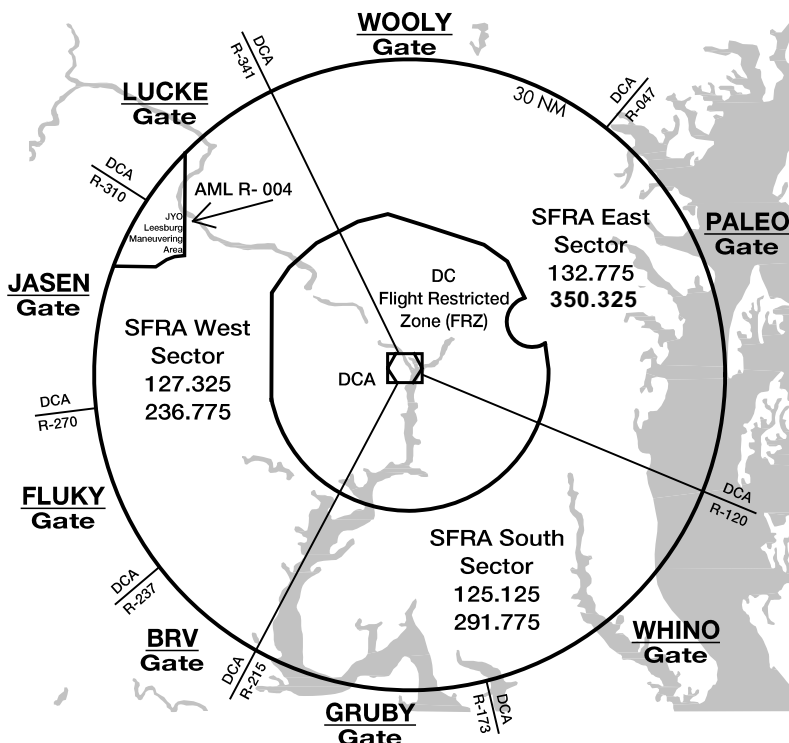 WOOLY
Gate
DCA
R-341
30 NM
DCA
R-047
LUCKE
Gate
DCA
R-310
AML R- 004
JYO
Leesburg
Maneuvering
Area
SFRA East
Sector
132.775
350.325
PALEO
Gate
DC
Flight Restricted
Zone (FRZ)
JASEN
Gate
SFRA West
Sector
127.325
236.775
DCA
DCA
R-270
FLUKY
Gate
DCA
R-120
SFRA South
Sector
125.125
291.775
DCA
R-237
BRV
Gate
WHINO
Gate
DCA
R-215
GRUBY
Gate
DCA
R-173